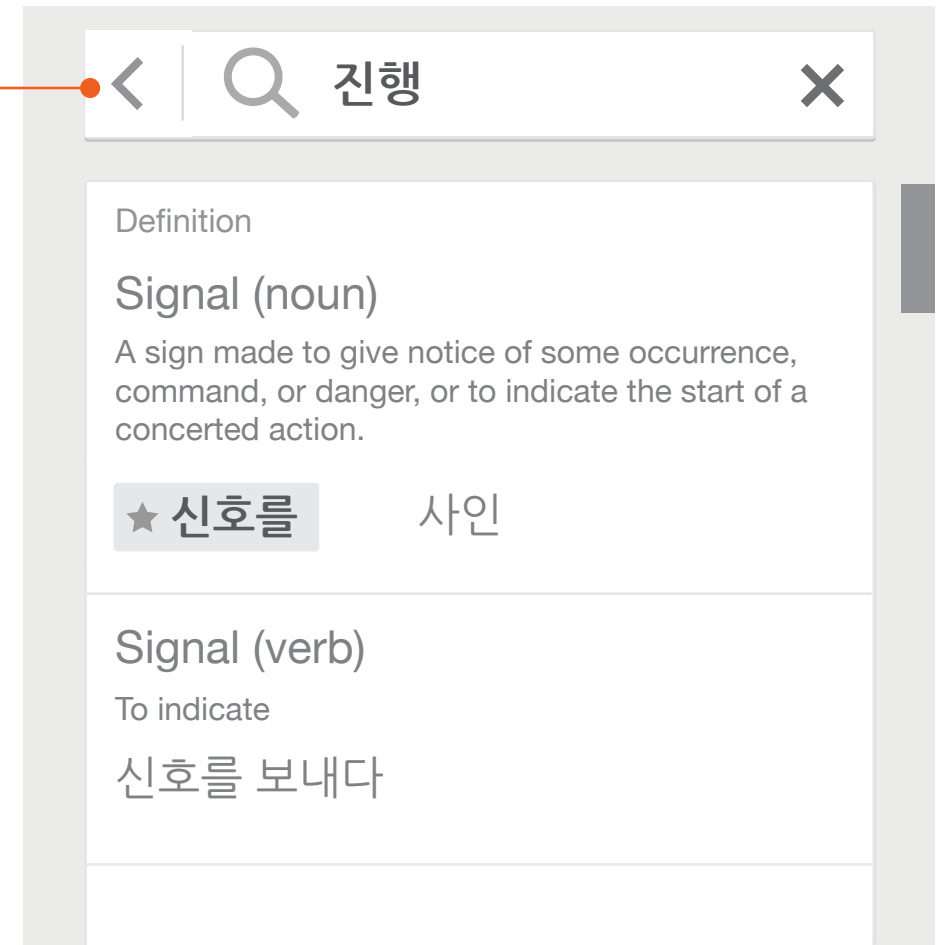 진행
Definition
Signal (noun)
A sign made to give notice of some occurrence,
command, or danger, or to indicate the start of a
concerted action.
신호를 사인
Signal (verb)
To indicate
신호를 보내다